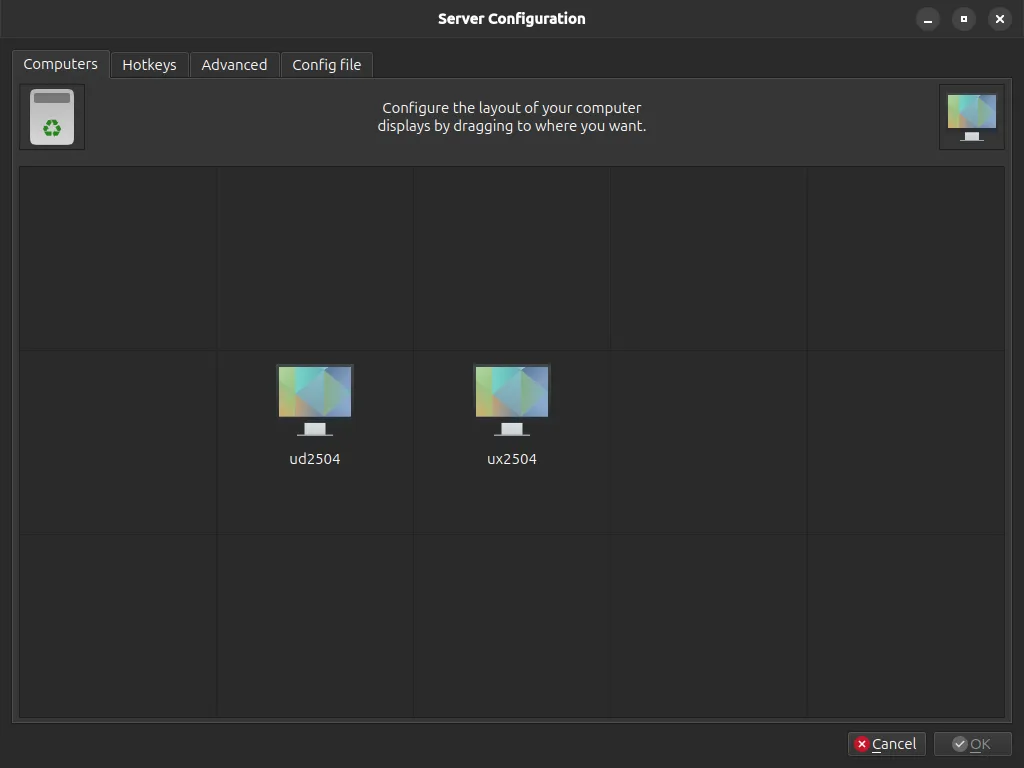 Server Configuration
Computers
Hotkeys
Advanced
Config file
Configure the layout of your computer
displays by dragging to where you want.
ud2504
ux2504
Cancel
OK